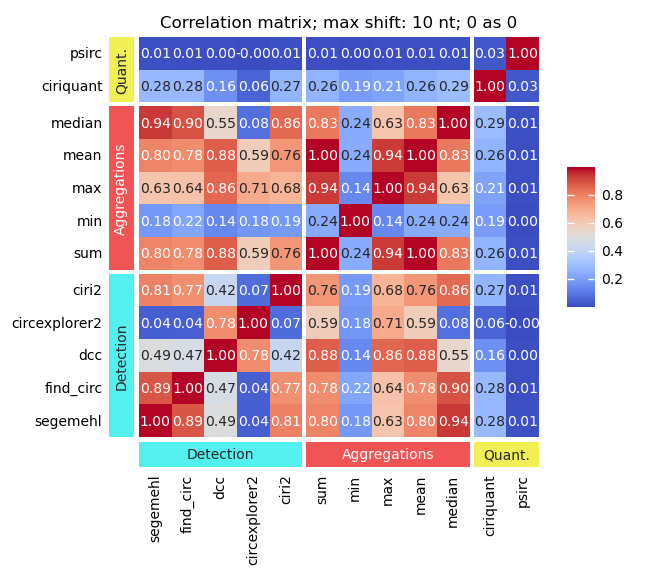 Correlation matrix; max shift: 10 nt; 0 as 0
psirc 0.01 0.01 0.00 -0.00 0.01 0.01 0.00 0.01 0.01 0.01 0.03 1.00
ciriquant 0.28 0.28 0.16 0.06 0.27 0.26 0.19 0.21 0.26 0.29 1.00 0.03
Quant.
median 0.94 0.90 0.55 0.08 0.86 0.83 0.24 0.63 0.83 1.00 0.29 0.01
mean 0.80 0.78 0.88 0.59 0.76 1.00 0.24 0.94 1.00 0.83 0.26 0.01
max 0.63 0.64 0.86 0.71 0.68 0.94 0.14 1.00 0.94 0.63 0.21 0.01
min 0.18 0.22 0.14 0.18 0.19 0.24 1.00 0.14 0.24 0.24 0.19 0.00
sum 0.80 0.78 0.88 0.59 0.76 1.00 0.24 0.94 1.00 0.83 0.26 0.01
Aggregations
ciri2 0.81 0.77 0.42 0.07 1.00 0.76 0.19 0.68 0.76 0.86 0.27 0.01
circexplorer2 0.04 0.04 0.78 1.00 0.07 0.59 0.18 0.71 0.59 0.08 0.06 -0.00
dcc 0.49 0.47 1.00 0.78 0.42 0.88 0.14 0.86 0.88 0.55 0.16 0.00
find_circ 0.89 1.00 0.47 0.04 0.77 0.78 0.22 0.64 0.78 0.90 0.28 0.01
segemehl 1.00 0.89 0.49 0.04 0.81 0.80 0.18 0.63 0.80 0.94 0.28 0.01
Detection
Detection Aggregations Quant.
segemehl
find_circ
dcc
circexplorer2
ciri2
sum
min
max
mean
median
ciriquant
psirc
0.8
0.6
0.4
0.2